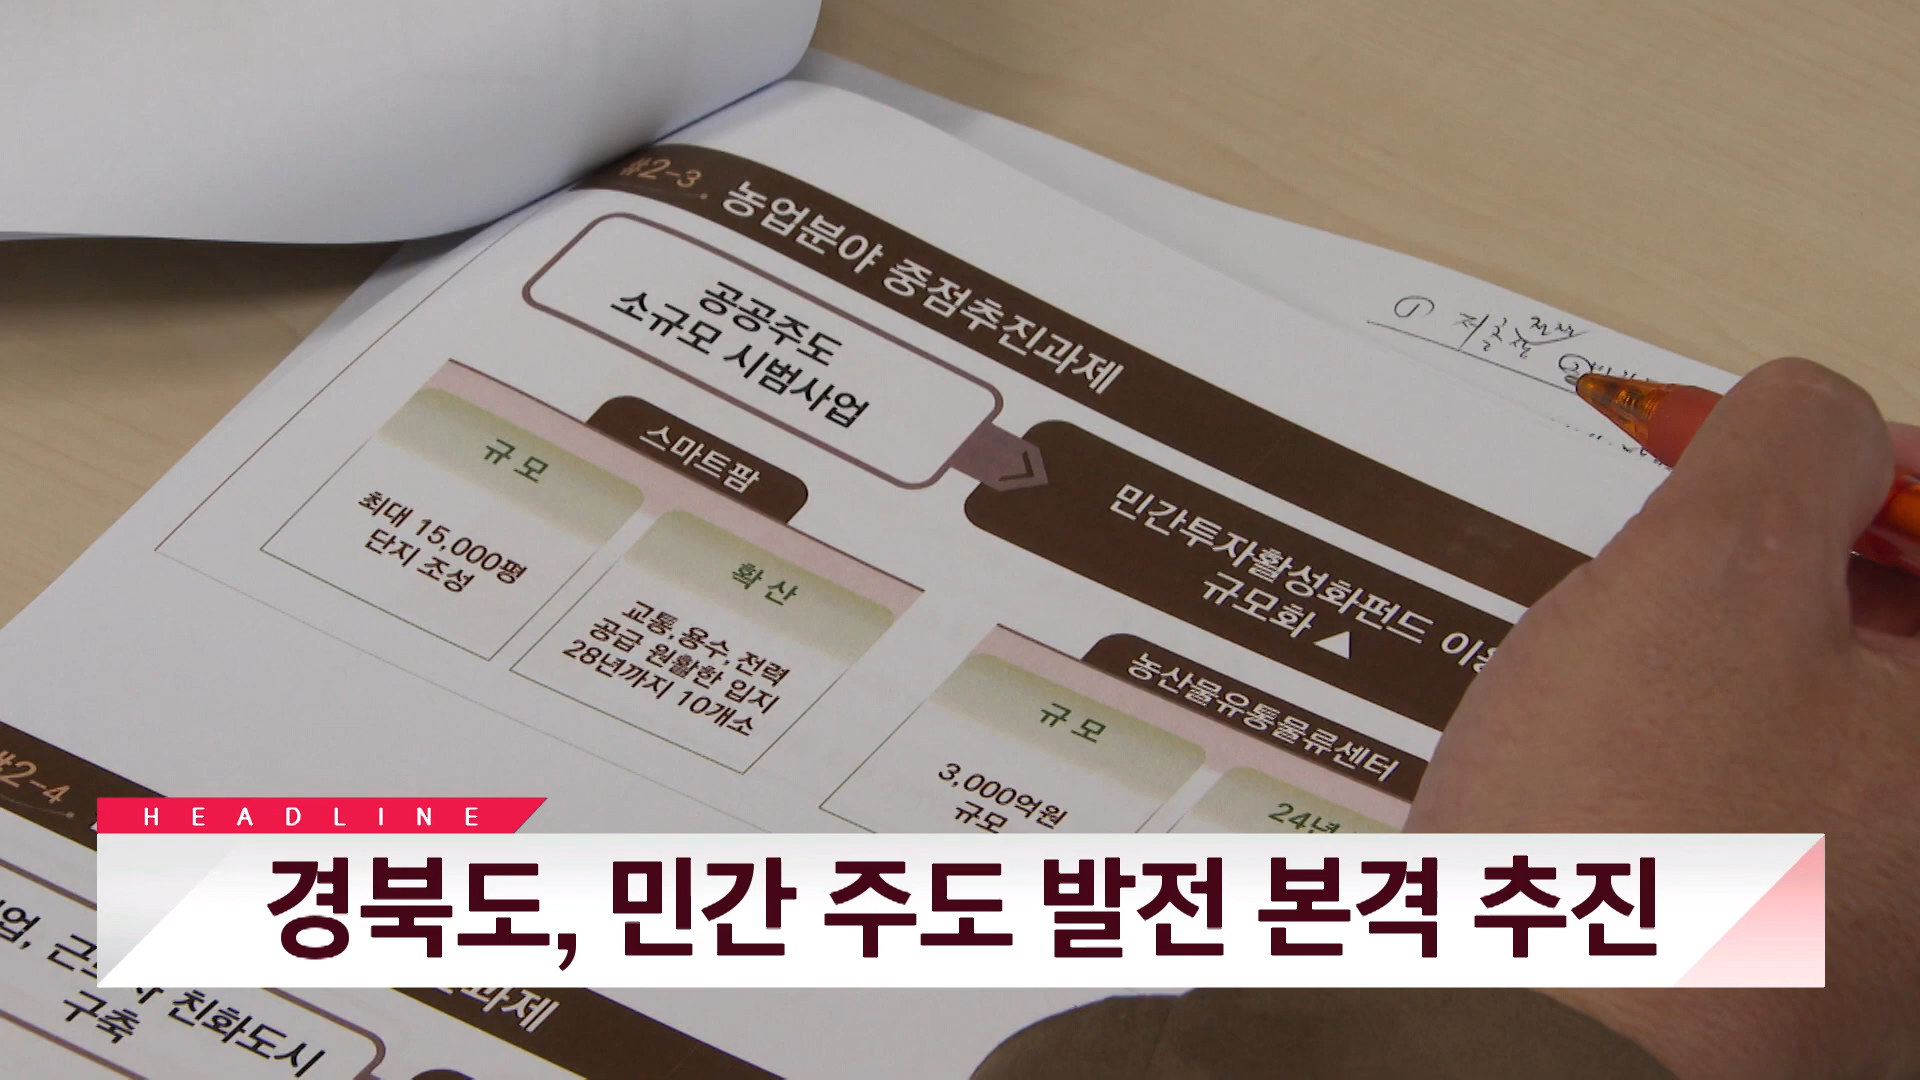 #2-3 농업분야 중점추진과제
공공주도
소규모 시범사업
스마트팜
규 모
최대 15,000평
단지 조성
확 산
교통, 용수, 전력
공급 원활한 입지
28년까지 10개소
민간투자활성화펀드
규모화 ▲
농산물유통물류센터
규 모
3,000억원
규모
24년
①
#2-4
HEADLINE
경북도, 민간 주도 발전 본격 추진
친화도시
구축
과제